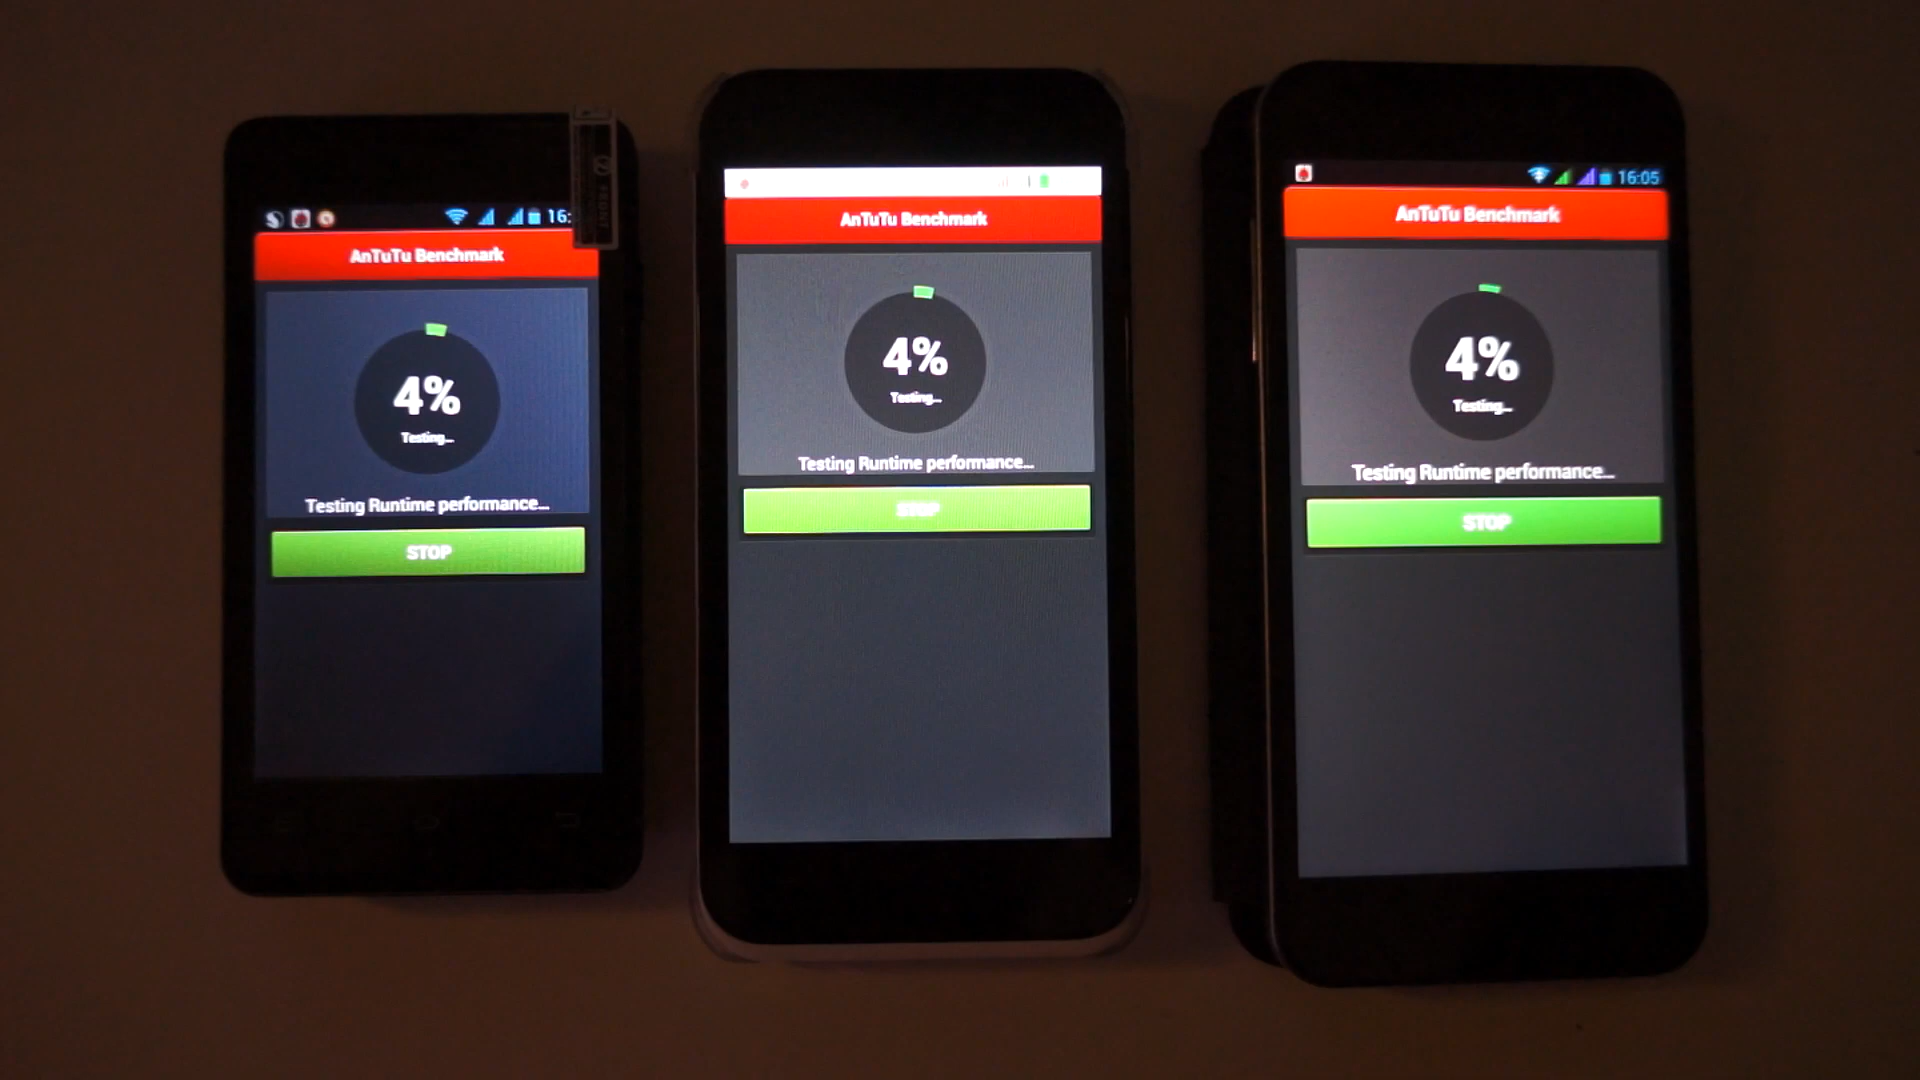 16:
AnTuTu Benchmark
4%
Testing...
Testing Runtime performance...
STOP
AnTuTu Benchmark
4%
Testing...
Testing Runtime performance...
STOP
16:05
AnTuTu Benchmark
4%
Testing...
Testing Runtime performance...
STOP